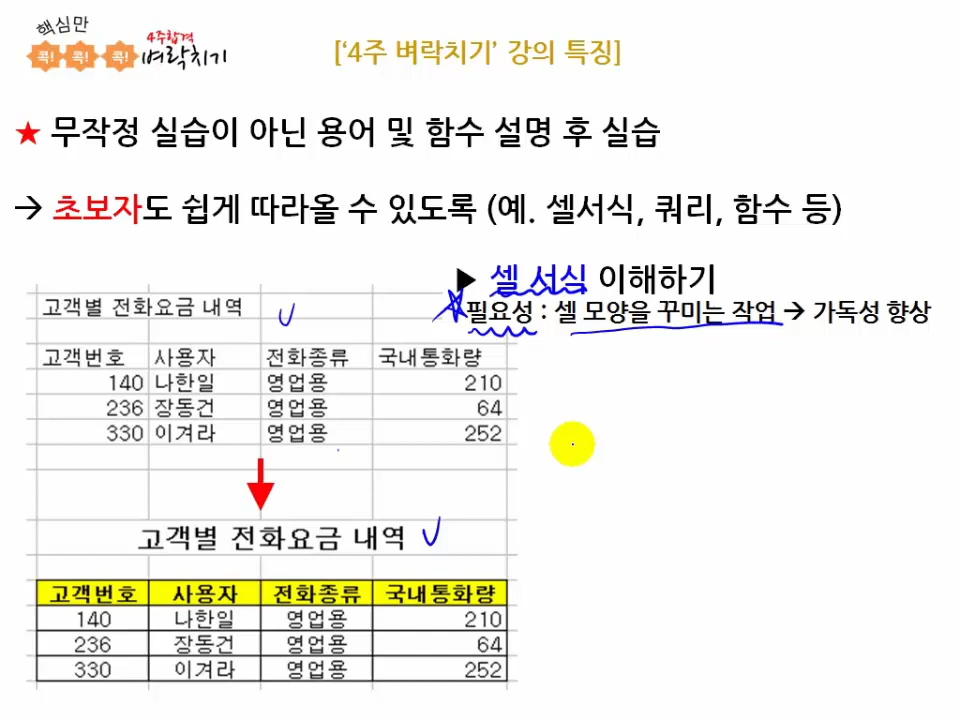 핵심만
콕! 콕! 콕! 4주합격 벼락치기
['4주 벼락치기' 강의 특징]
★ 무작정 실습이 아닌 용어 및 함수 설명 후 실습
→ 초보자도 쉽게 따라올 수 있도록 (예. 셀서식, 쿼리, 함수 등)
▶ 셀 서식 이해하기
필요성 : 셀 모양을 꾸미는 작업 → 가독성 향상
고객별 전화요금 내역
고객번호 사용자 전화종류 국내통화량
140 나한일 영업용 210
236 장동건 영업용 64
330 이겨라 영업용 252
고객별 전화요금 내역
고객번호 사용자 전화종류 국내통화량
140 나한일 영업용 210
236 장동건 영업용 64
330 이겨라 영업용 252